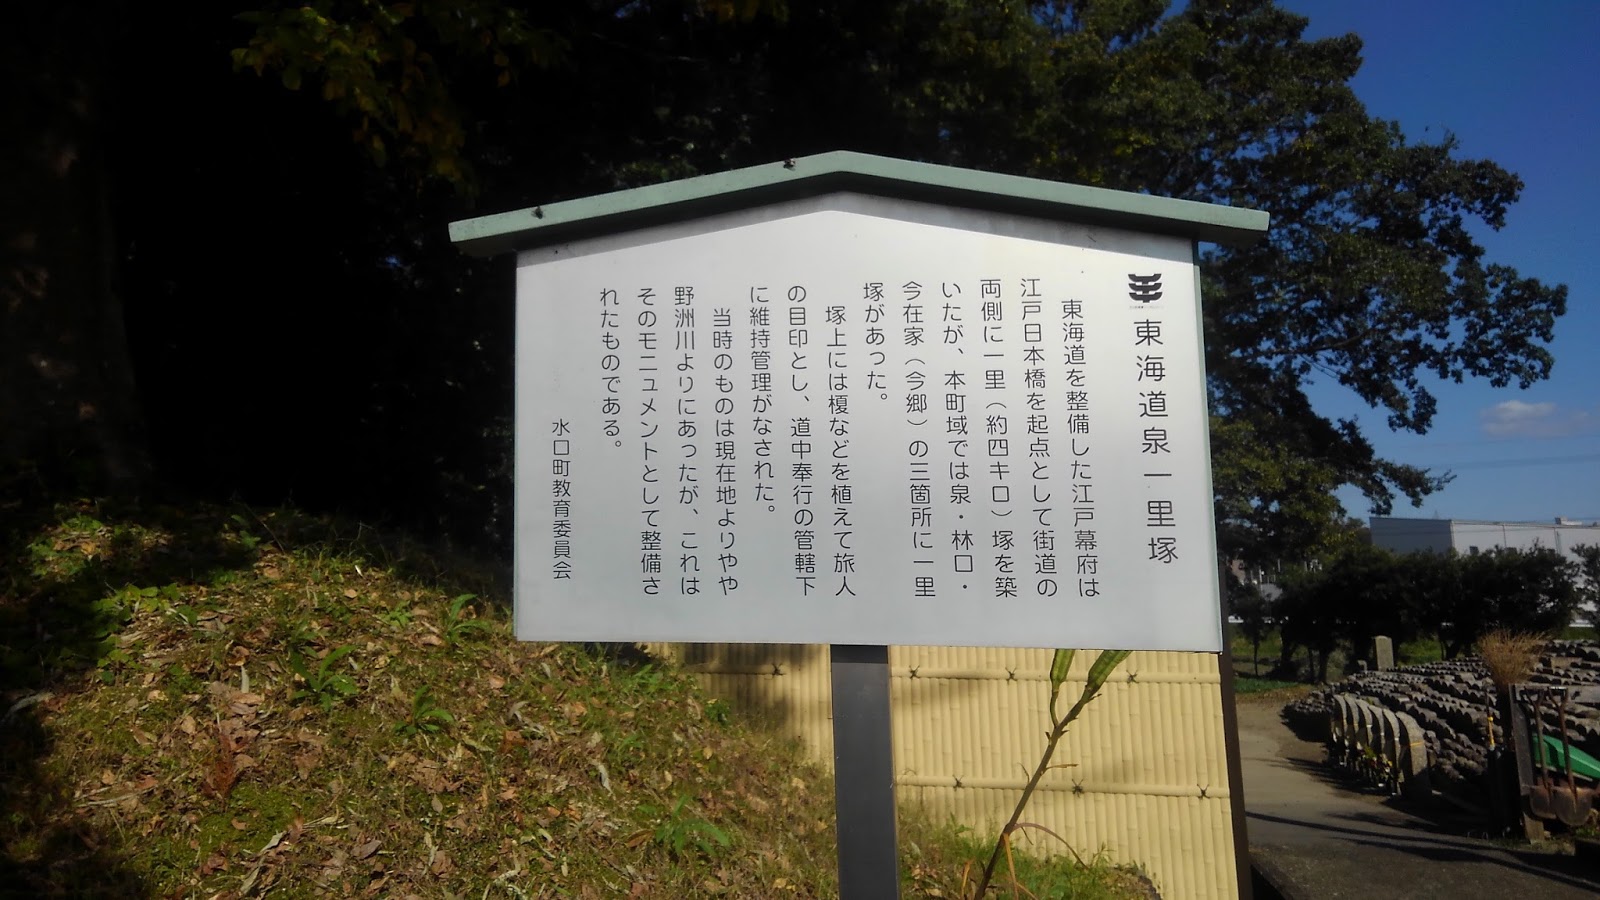 東海道泉一里塚
東海道を整備した江戸幕府は
江戸日本橋を起点として街道の
両側に一里（約四キロ）塚を築
いたが、本町域では泉・林口・
今在家（今郷）の三箇所に一里
塚があった。
塚上には榎などを植えて旅人
の目印とし、道中奉行の管轄下
に維持管理がなされた。
当時のものは現在地よりやや
野洲川よりにあったが、これは
そのモニュメントとして整備さ
れたものである。
水口町教育委員会